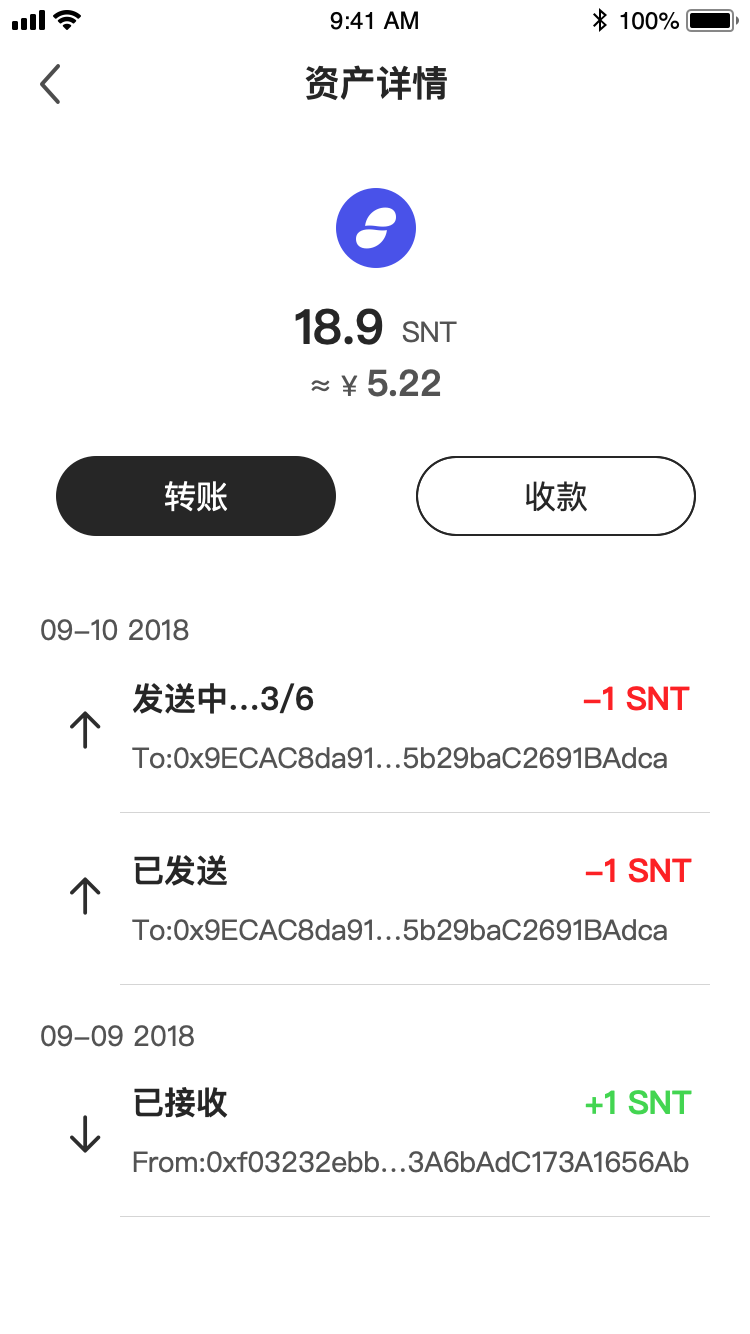 9:41 AM 100%
资产详情
18.9 SNT
≈ ¥ 5.22
转账 收款
09–10 2018
发送中...3/6 –1 SNT
To:0x9ECAC8da91...5b29baC2691BAdca
已发送 –1 SNT
To:0x9ECAC8da91...5b29baC2691BAdca
09–09 2018
已接收 +1 SNT
From:0xf03232ebb...3A6bAdC173A1656Ab